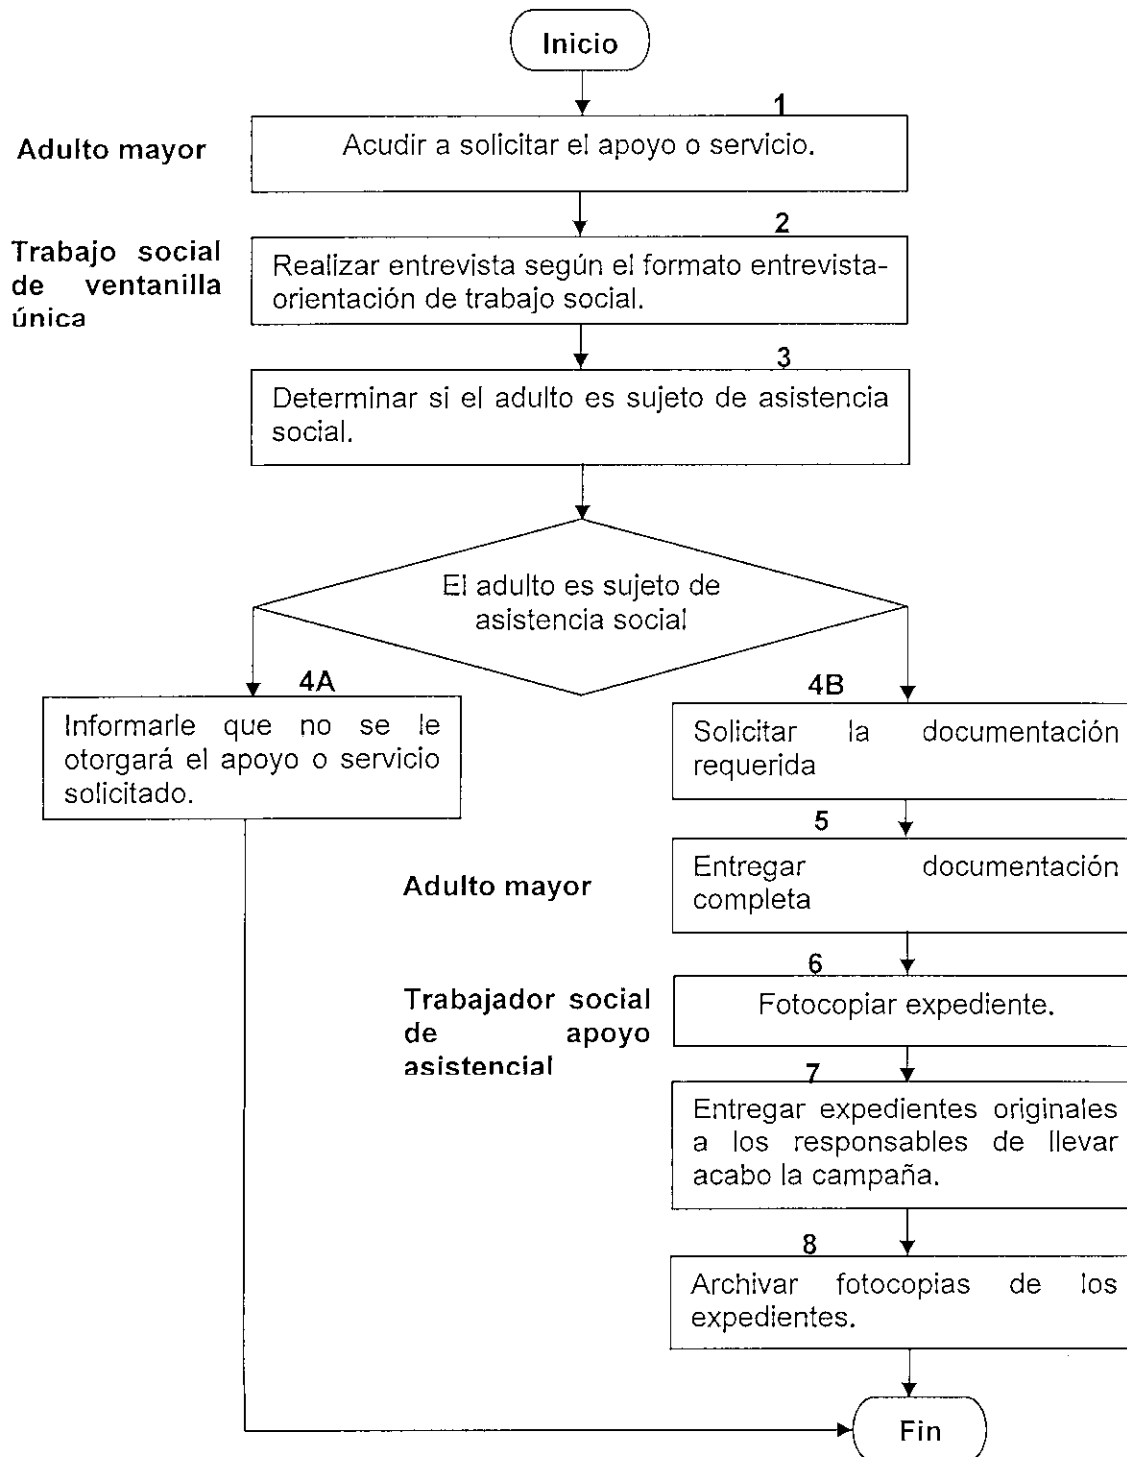 Inicio
1
Adulto mayor
Acudir a solicitar el apoyo o servicio.
2
Trabajo social
de ventanilla
única
Realizar entrevista según el formato entrevista-
orientación de trabajo social.
3
Determinar si el adulto es sujeto de asistencia
social.
El adulto es sujeto de
asistencia social
4A
Informarle que no se le
otorgará el apoyo o servicio
solicitado.
4B
Solicitar la documentación
requerida
5
Adulto mayor
Entregar documentación
completa
6
Trabajador social
de apoyo
asistencial
Fotocopiar expediente.
7
Entregar expedientes originales
a los responsables de llevar
acabo la campaña.
8
Archivar fotocopias de los
expedientes.
Fin